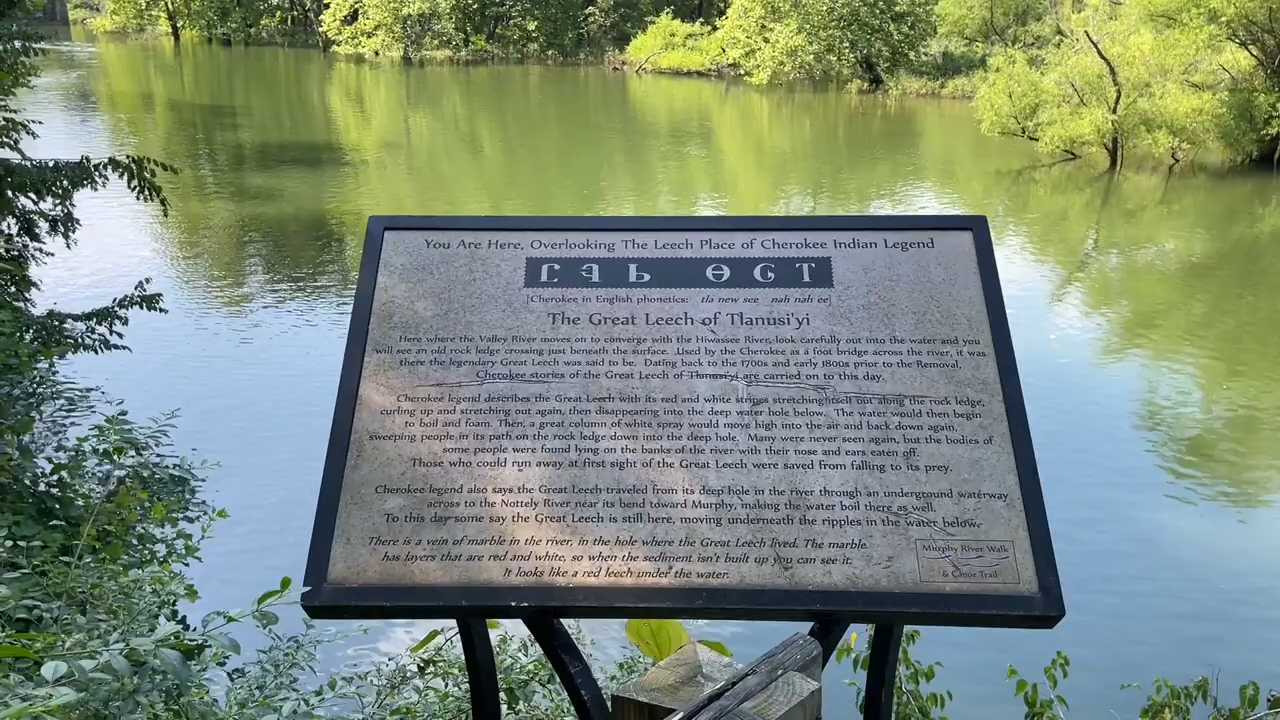 You Are Here, Overlooking The Leech Place of Cherokee Indian Legend
ᏝᎸᏏ ᎾᏣᎢ
[Cherokee in English phonetics: tla new see nah nah ee]
The Great Leech of Tlanusi'yi
Here where the Valley River moves on to converge with the Hiwassee River, look carefully out into the water and you
will see an old rock ledge crossing just beneath the surface. Used by the Cherokee as a foot bridge across the river, it was
there the legendary Great Leech was said to be. Dating back to the 1700s and early 1800s prior to the Removal,
Cherokee stories of the Great Leech of Tlanusi'yi are carried on to this day.
Cherokee legend describes the Great Leech with its red and white stripes stretching itself out along the rock ledge,
curling up and stretching out again, then disappearing into the deep water hole below. The water would then begin
to boil and foam. Then, a great column of white spray would move high into the air and back down again,
sweeping people in its path on the rock ledge down into the deep hole. Many were never seen again, but the bodies of
some people were found lying on the banks of the river with their nose and ears eaten off.
Those who could run away at first sight of the Great Leech were saved from falling to its prey.
Cherokee legend also says the Great Leech traveled from its deep hole in the river through an underground waterway
across to the Nottely River near its bend toward Murphy, making the water boil there as well.
To this day some say the Great Leech is still here, moving underneath the ripples in the water below.
There is a vein of marble in the river, in the hole where the Great Leech lived. The marble
has layers that are red and white, so when the sediment isn't built up you can see it.
It looks like a red leech under the water.
Murphy River Walk
& Canoe Trail